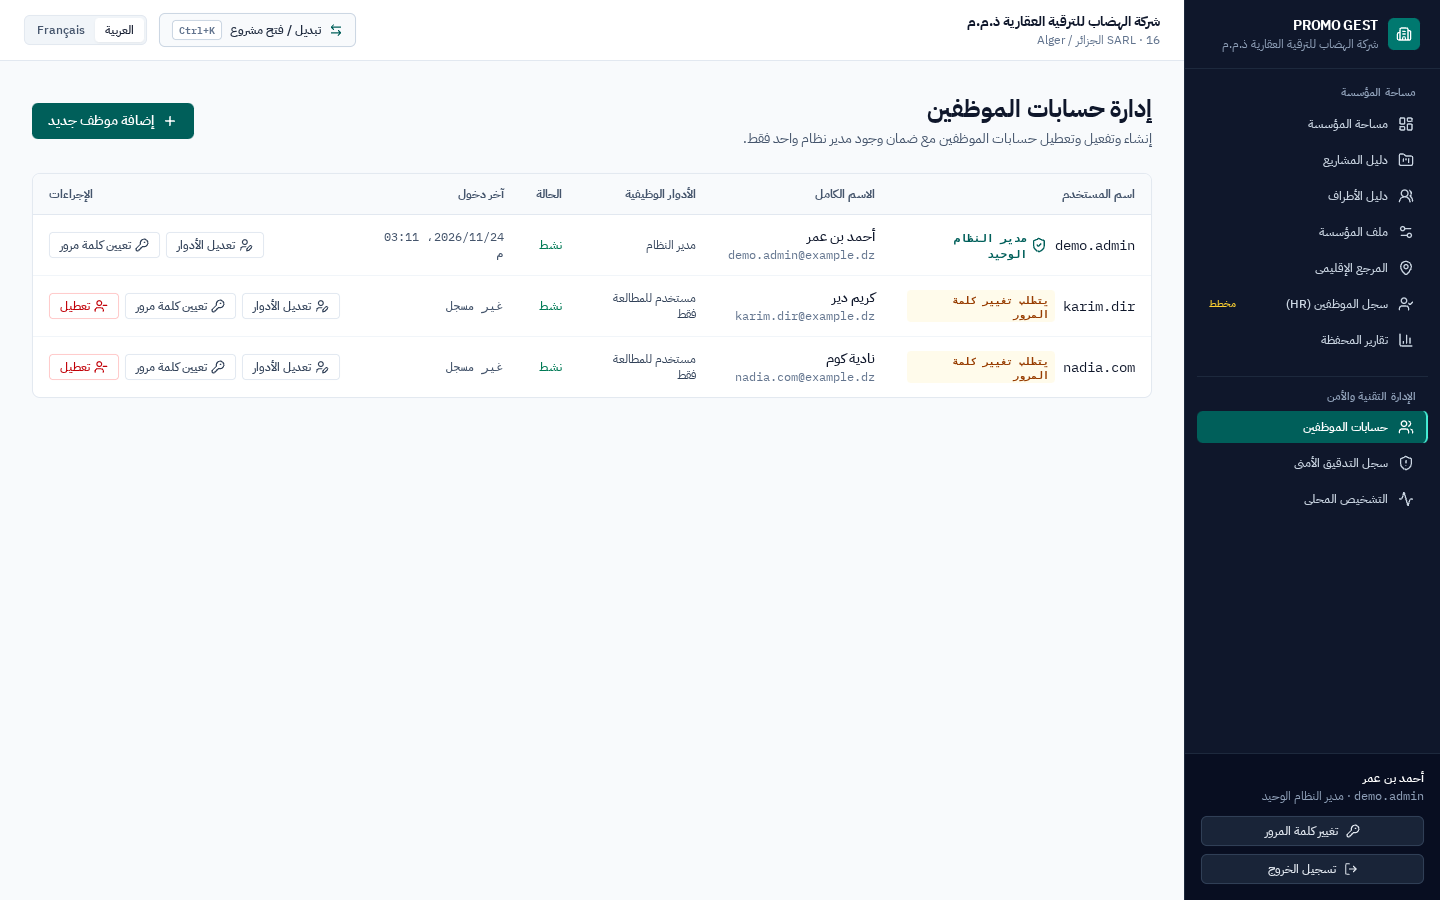 PROMO GEST
شركة الهضاب للترقية العقارية ذ.م.م
مساحة المؤسسة
مساحة المؤسسة
دليل المشاريع
دليل الأطراف
ملف المؤسسة
المرجع الإقليمي
سجل الموظفين (HR) مخطط
تقارير المحفظة
الإدارة التقنية والأمن
حسابات الموظفين
سجل التدقيق الأمني
التشخيص المحلي
أحمد بن عمر
demo.admin · مدير النظام الوحيد
تغيير كلمة المرور
تسجيل الخروج
شركة الهضاب للترقية العقارية ذ.م.م
SARL · 16 الجزائر / Alger
تبديل / فتح مشروع Ctrl+K
العربية Français
إدارة حسابات الموظفين
إنشاء وتفعيل وتعطيل حسابات الموظفين مع ضمان وجود مدير نظام واحد فقط.
إضافة موظف جديد
اسم المستخدم الاسم الكامل الأدوار الوظيفية الحالة آخر دخول الإجراءات
demo.admin
مدير النظام
الوحيد
أحمد بن عمر
demo.admin@example.dz
مدير النظام
نشط
2026/11/24، 03:11
م
تعديل الأدوار تعيين كلمة مرور
karim.dir
يتطلب تغيير كلمة
المرور
كريم دير
karim.dir@example.dz
مستخدم للمطالعة
فقط
نشط
غير مسجل
تعديل الأدوار تعيين كلمة مرور تعطيل
nadia.com
يتطلب تغيير كلمة
المرور
نادية كوم
nadia.com@example.dz
مستخدم للمطالعة
فقط
نشط
غير مسجل
تعديل الأدوار تعيين كلمة مرور تعطيل